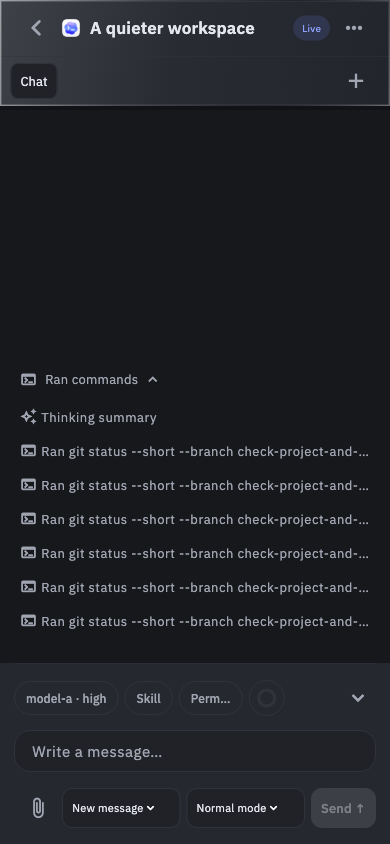 A quieter workspace
Live
Chat
Ran commands
Thinking summary
Ran git status --short --branch check-project-and-...
Ran git status --short --branch check-project-and-...
Ran git status --short --branch check-project-and-...
Ran git status --short --branch check-project-and-...
Ran git status --short --branch check-project-and-...
Ran git status --short --branch check-project-and-...
model-a · high
Skill
Perm...
Write a message...
New message
Normal mode
Send ↑